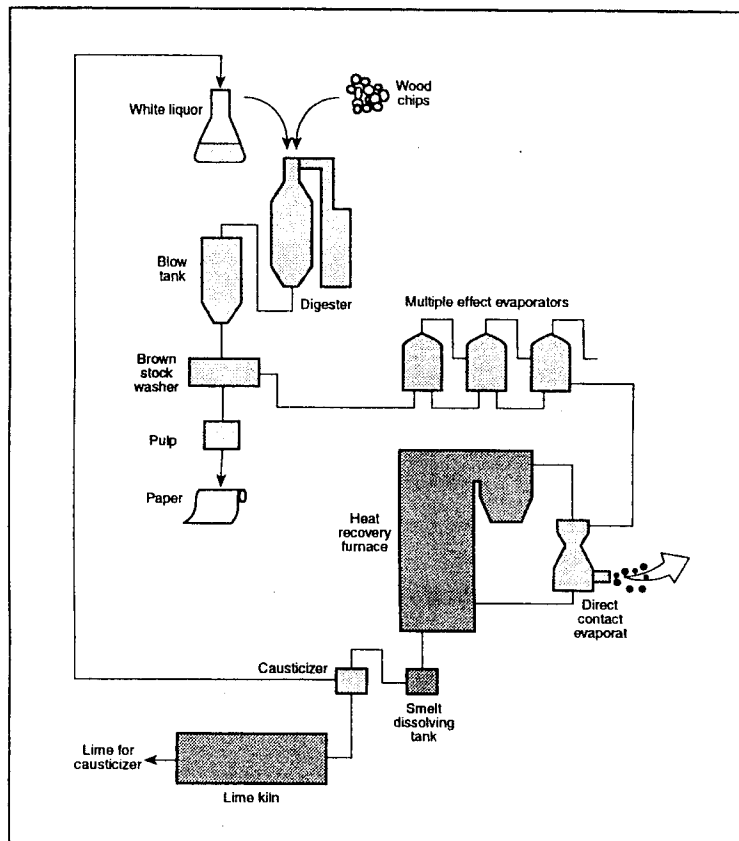 White liquor
Wood
chips
Blow
tank
Digester
Multiple effect evaporators
Brown
stock
washer
Pulp
Paper
Heat
recovery
furnace
Direct
contact
evaporat
Causticizer
Smelt
dissolving
tank
Lime for
causticizer
Lime kiln